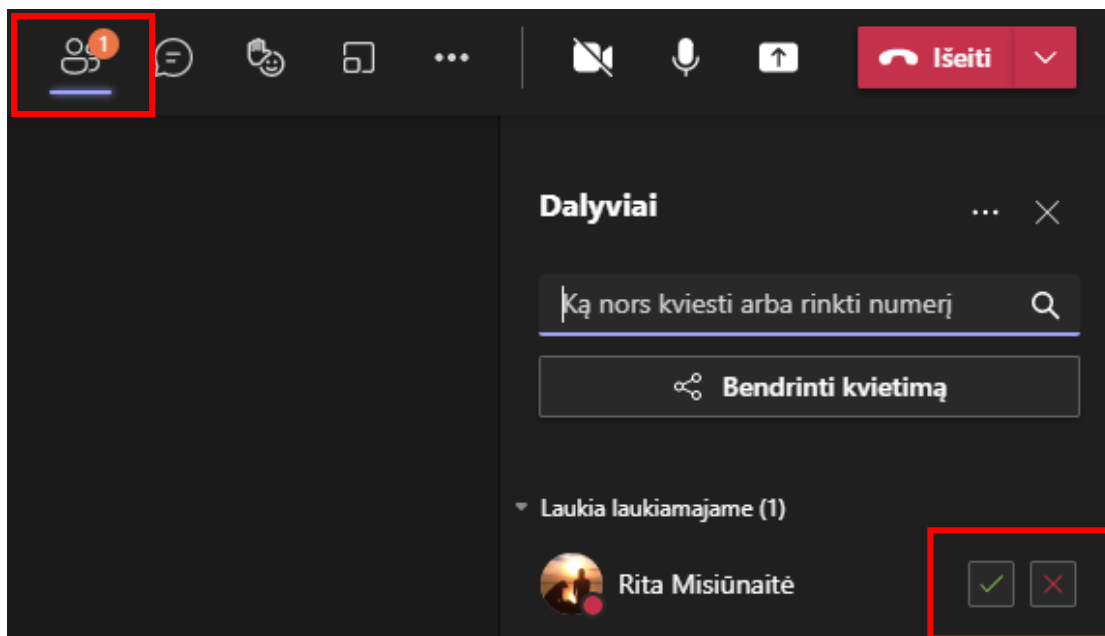 1
Išeiti
Dalyviai
Ką nors kviesti arba rinkti numerį
Bendrinti kvietimą
Laukia laukiamajame (1)
Rita Misiūnaitė